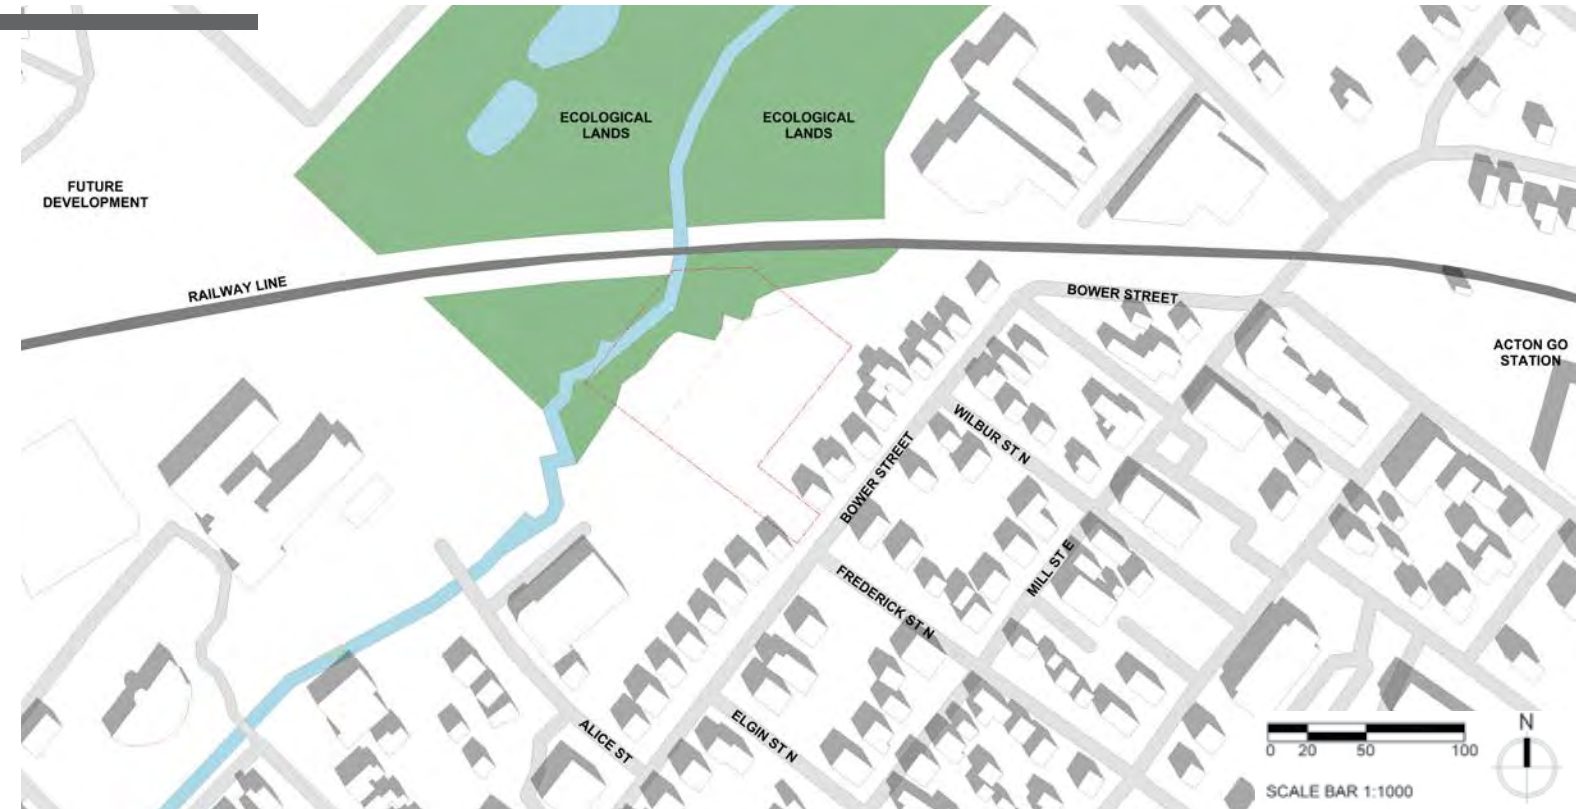 ECOLOGICAL
LANDS
ECOLOGICAL
LANDS
FUTURE
DEVELOPMENT
RAILWAY LINE
BOWER STREET
ACTON GO
STATION
WILBUR ST N
BOWER STREET
MILL ST E
FREDERICK ST N
ALICE ST
ELGIN ST N
N
0 20 50 100
SCALE BAR 1:1000